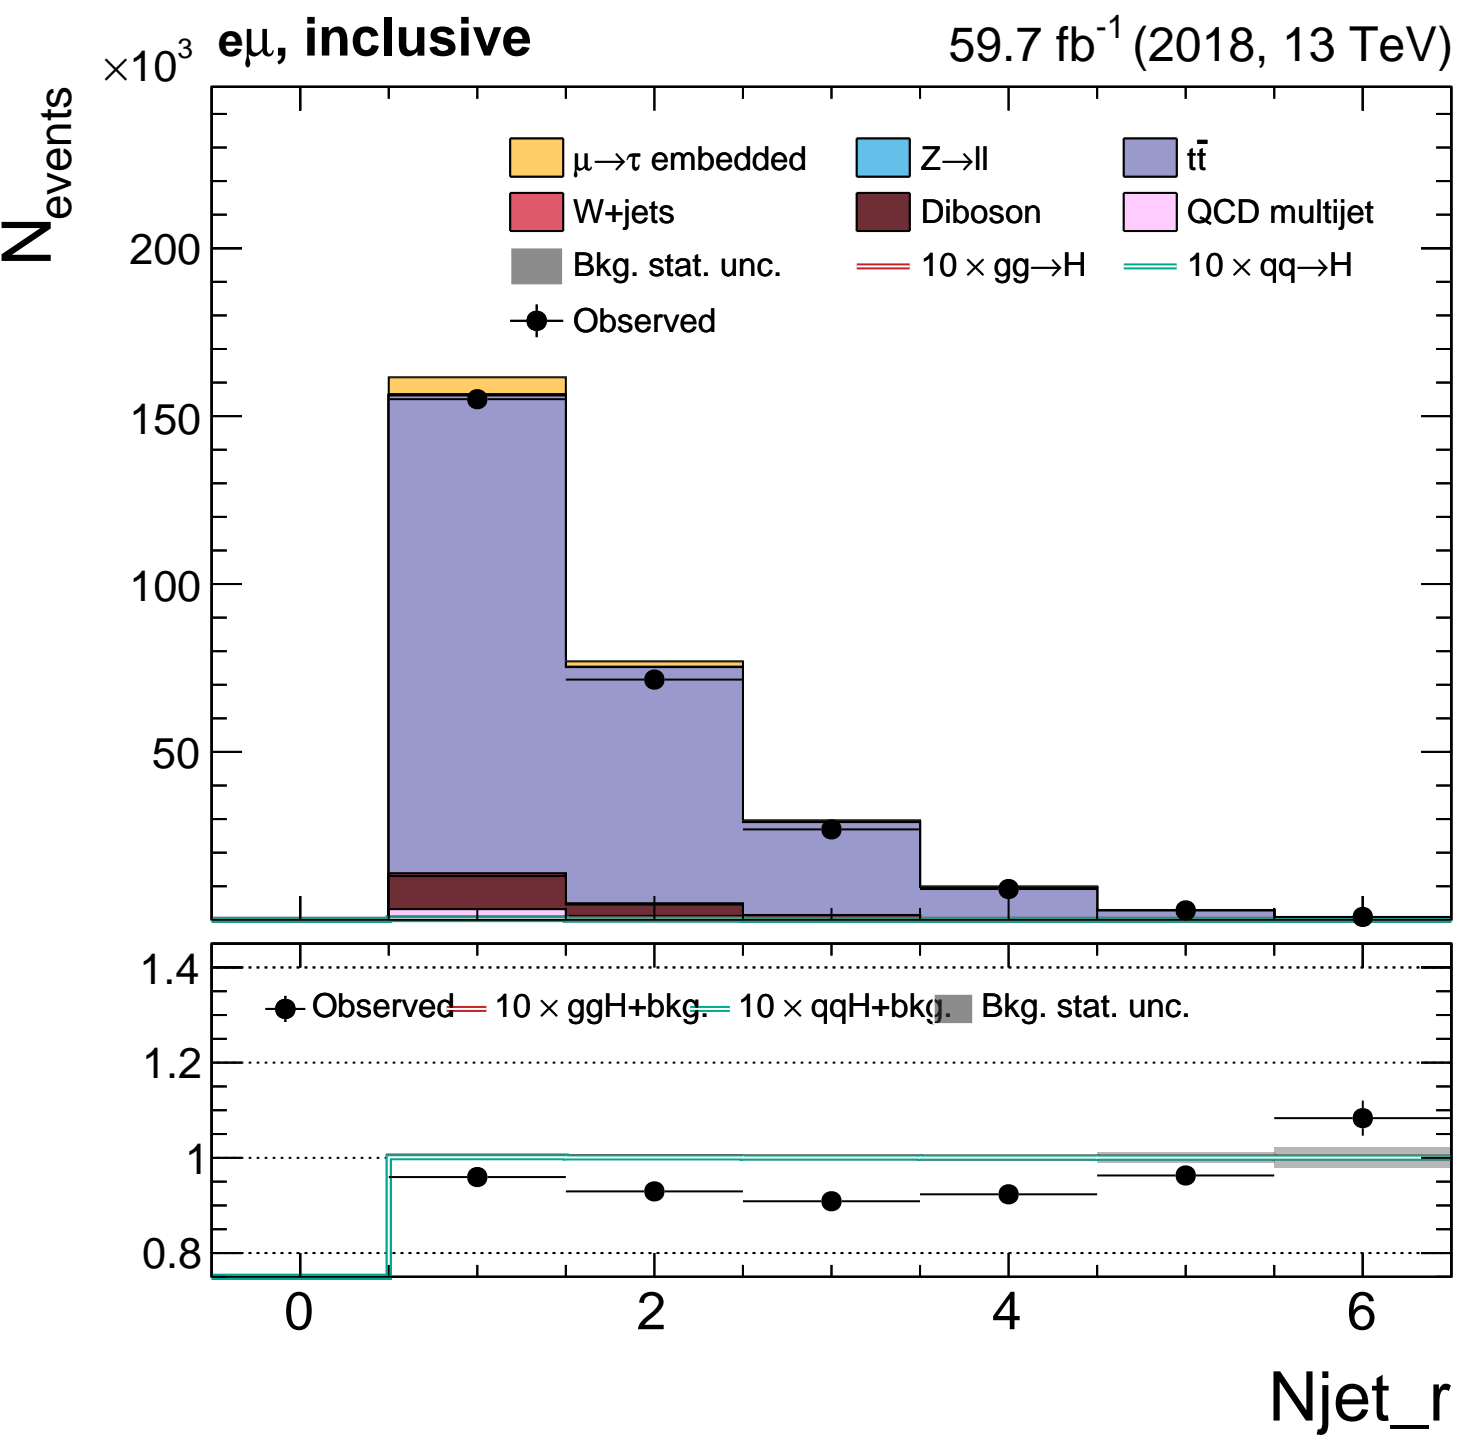 ×10³ eμ, inclusive 59.7 fb⁻¹ (2018, 13 TeV)
N_events
μ→τ embedded Z→ll tt̄
W+jets Diboson QCD multijet
Bkg. stat. unc. 10 × gg→H 10 × qq→H
Observed
200
150
100
50
1.4
Observed 10 × ggH+bkg. 10 × qqH+bkg. Bkg. stat. unc.
1.2
1
0.8
0 2 4 6
Njet_r